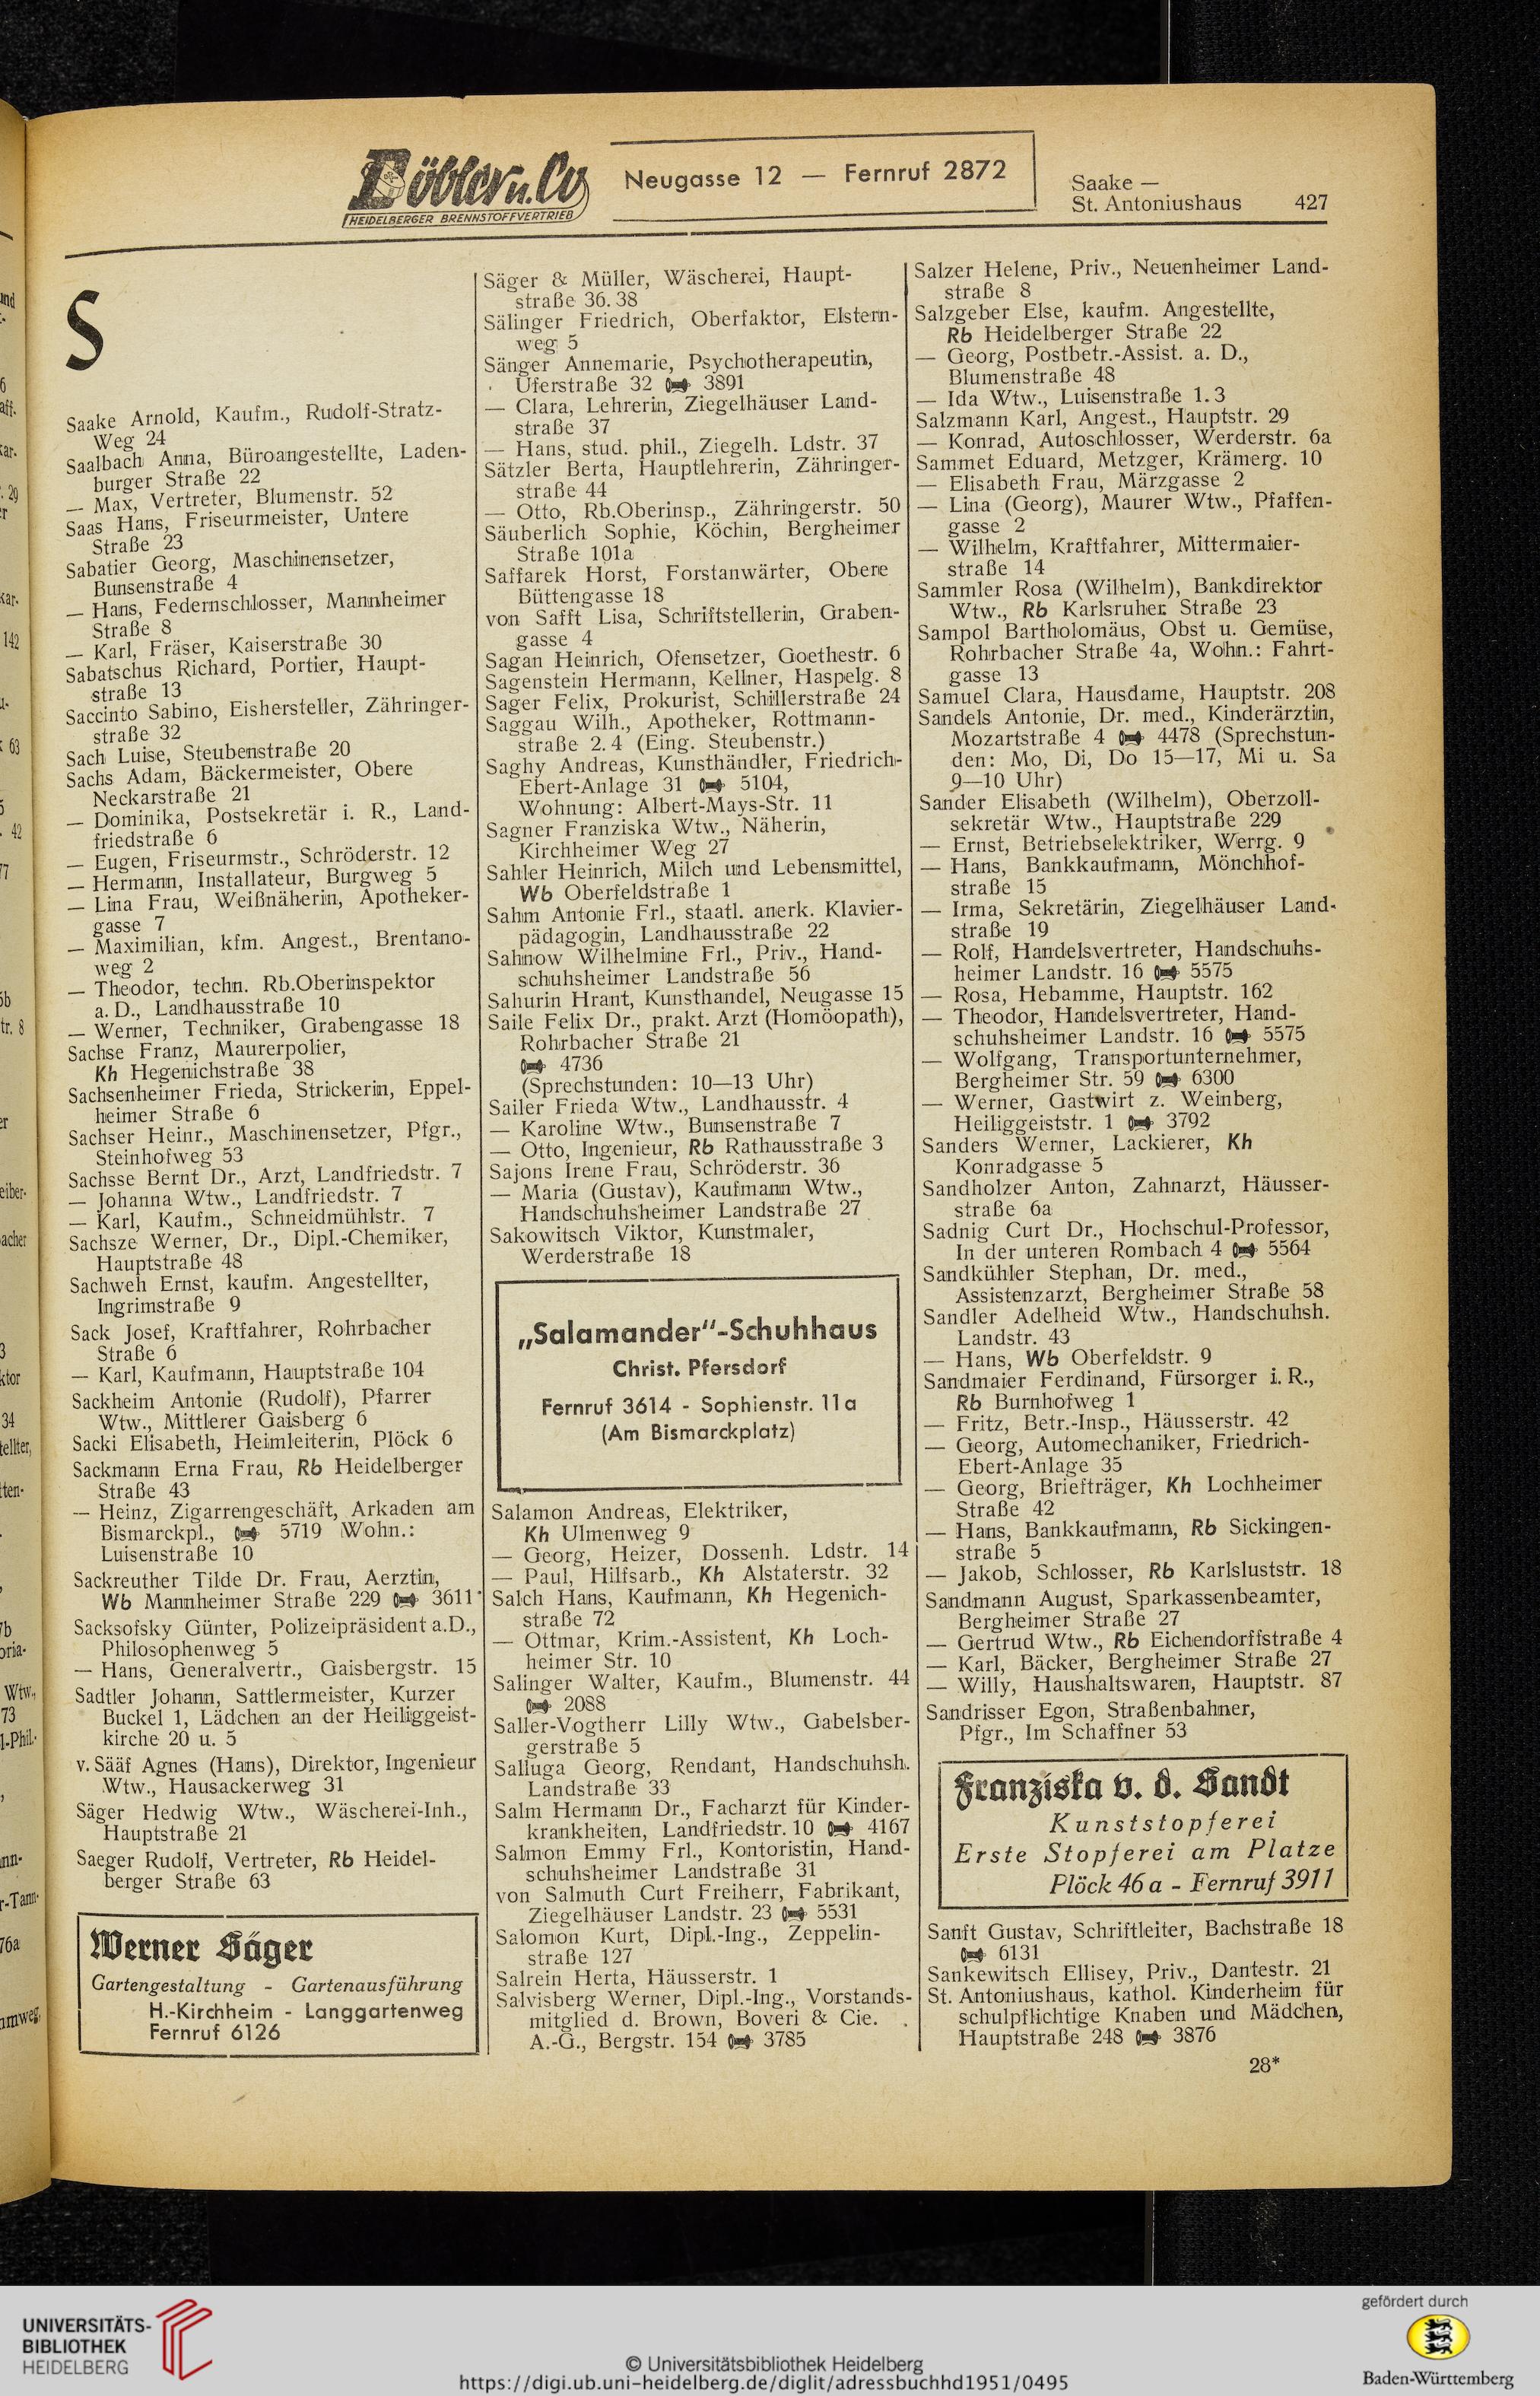 Döbler u. Co
HEIDELBERGER BRENNSTOFFVERTRIEB
Neugasse 12 — Fernruf 2872
Saake —
St. Antoniushaus 427
S
Saake Arnold, Kaufm., Rudolf-Stratz-
Weg 24
Saalbach Anna, Büroangestellte, Laden-
burger Straße 22
— Max, Vertreter, Blumenstr. 52
Saas Hans, Friseurmeister, Untere
Straße 23
Sabatier Georg, Maschinensetzer,
Bunsenstraße 4
— Hans, Federnschlosser, Mannheimer
Straße 8
— Karl, Fräser, Kaiserstraße 30
Sabatschus Richard, Portier, Haupt-
straße 13
Saccinto Sabino, Eishersteller, Zähringer-
straße 32
Sach Luise, Steubenstraße 20
Sachs Adam, Bäckermeister, Obere
Neckarstraße 21
— Dominika, Postsekretär i. R., Land-
friedstraße 6
— Eugen, Friseurmstr., Schröderstr. 12
— Hermann, Installateur, Burgweg 5
— Lina Frau, Weißnäherin, Apotheker-
gasse 7
— Maximilian, kfm. Angest., Brentano-
weg 2
— Theodor, techn. Rb.Oberinspektor
a. D., Landhausstraße 10
— Werner, Techniker, Grabengasse 18
Sachse Franz, Maurerpolier,
Kh Hegenichstraße 38
Sachsenheimer Frieda, Strickerin, Eppel-
heimer Straße 6
Sachser Heinr., Maschinensetzer, Pfgr.,
Steinhofweg 53
Sachsse Bernt Dr., Arzt, Landfriedstr. 7
— Johanna Wtw., Landfriedstr. 7
— Karl, Kaufm., Schneidmühlstr. 7
Sachsze Werner, Dr., Dipl.-Chemiker,
Hauptstraße 48
Sachweh Ernst, kaufm. Angestellter,
Ingrimstraße 9
Sack Josef, Kraftfahrer, Rohrbacher
Straße 6
— Karl, Kaufmann, Hauptstraße 104
Sackheim Antonie (Rudolf), Pfarrer
Wtw., Mittlerer Gaisberg 6
Sacki Elisabeth, Heimleiterin, Plöck 6
Sackmann Erna Frau, Rb Heidelberger
Straße 43
— Heinz, Zigarrengeschäft, Arkaden am
Bismarckpl., 5719 Wohn.:
Luisenstraße 10
Sackreuther Tilde Dr. Frau, Aerztin,
Wb Mannheimer Straße 229 3611
Sacksofsky Günter, Polizeipräsident a.D.,
Philosophenweg 5
— Hans, Generalvertr., Gaisbergstr. 15
Sadtler Johann, Sattlermeister, Kurzer
Buckel 1, Lädchen an der Heiliggeist-
kirche 20 u. 5
v. Sääf Agnes (Hans), Direktor, Ingenieur
Wtw., Hausackerweg 31
Säger Hedwig Wtw., Wäscherei-Inh.,
Hauptstraße 21
Saeger Rudolf, Vertreter, Rb Heidel-
berger Straße 63
Werner Säger
Gartengestaltung - Gartenausführung
H.-Kirchheim - Langgartenweg
Fernruf 6126
Säger & Müller, Wäscherei, Haupt-
straße 36. 38
Sälinger Friedrich, Oberfaktor, Elstern-
weg 5
Sänger Annemarie, Psychotherapeutin,
Uferstraße 32 3891
— Clara, Lehrerin, Ziegelhäuser Land-
straße 37
— Hans, stud. phil., Ziegelh. Ldstr. 37
Sätzler Berta, Hauptlehrerin, Zähringer-
straße 44
— Otto, Rb.Oberinsp., Zähringerstr. 50
Säuberlich Sophie, Köchin, Bergheimer
Straße 101a
Saffarek Horst, Forstanwärter, Obere
Büttengasse 18
von Safft Lisa, Schriftstellerin, Graben-
gasse 4
Sagan Heinrich, Ofensetzer, Goethestr. 6
Sagenstein Hermann, Kellner, Haspelg. 8
Sager Felix, Prokurist, Schillerstraße 24
Saggau Wilh., Apotheker, Rottmann-
straße 2. 4 (Eing. Steubenstr.)
Saghy Andreas, Kunsthändler, Friedrich-
Ebert-Anlage 31 5104,
Wohnung: Albert-Mays-Str. 11
Sagner Franziska Wtw., Näherin,
Kirchheimer Weg 27
Sahler Heinrich, Milch und Lebensmittel,
Wb Oberfeldstraße 1
Sahm Antonie Frl., staatl. anerk. Klavier-
pädagogin, Landhausstraße 22
Sahnow Wilhelmine Frl., Priv., Hand-
schuhsheimer Landstraße 56
Sahurin Hrant, Kunsthandel, Neugasse 15
Saile Felix Dr., prakt. Arzt (Homöopath),
Rohrbacher Straße 21
4736
(Sprechstunden: 10—13 Uhr)
Sailer Frieda Wtw., Landhausstr. 4
— Karoline Wtw., Bunsenstraße 7
— Otto, Ingenieur, Rb Rathausstraße 3
Sajons Irene Frau, Schröderstr. 36
— Maria (Gustav), Kaufmann Wtw.,
Handschuhsheimer Landstraße 27
Sakowitsch Viktor, Kunstmaler,
Werderstraße 18
„Salamander"-Schuhhaus
Christ. Pfersdorf
Fernruf 3614 - Sophienstr. 11a
(Am Bismarckplatz)
Salamon Andreas, Elektriker,
Kh Ulmenweg 9
— Georg, Heizer, Dossenh. Ldstr. 14
— Paul, Hilfsarb., Kh Alstaterstr. 32
Salch Hans, Kaufmann, Kh Hegenich-
straße 72
— Ottmar, Krim.-Assistent, Kh Loch-
heimer Str. 10
Salinger Walter, Kaufm., Blumenstr. 44
2088
Saller-Vogtherr Lilly Wtw., Gabelsber-
gerstraße 5
Salluga Georg, Rendant, Handschuhsh.
Landstraße 33
Salm Hermann Dr., Facharzt für Kinder-
krankheiten, Landfriedstr. 10 4167
Salmon Emmy Frl., Kontoristin, Hand-
schuhsheimer Landstraße 31
von Salmuth Curt Freiherr, Fabrikant,
Ziegelhäuser Landstr. 23 5531
Salomon Kurt, Dipl.-Ing., Zeppelin-
straße 127
Salrein Herta, Häusserstr. 1
Salvisberg Werner, Dipl.-Ing., Vorstands-
mitglied d. Brown, Boveri & Cie.
A.-G., Bergstr. 154 3785
Salzer Helene, Priv., Neuenheimer Land-
straße 8
Salzgeber Else, kaufm. Angestellte,
Rb Heidelberger Straße 22
— Georg, Postbetr.-Assist. a. D.,
Blumenstraße 48
— Ida Wtw., Luisenstraße 1. 3
Salzmann Karl, Angest., Hauptstr. 29
— Konrad, Autoschlosser, Werderstr. 6a
Sammet Eduard, Metzger, Krämerg. 10
— Elisabeth Frau, Märzgasse 2
— Lina (Georg), Maurer Wtw., Pfaffen-
gasse 2
— Wilhelm, Kraftfahrer, Mittermaier-
straße 14
Sammler Rosa (Wilhelm), Bankdirektor
Wtw., Rb Karlsruher Straße 23
Sampol Bartholomäus, Obst u. Gemüse,
Rohrbacher Straße 4a, Wohn.: Fahrt-
gasse 13
Samuel Clara, Hausdame, Hauptstr. 208
Sandels Antonie, Dr. med., Kinderärztin,
Mozartstraße 4 4478 (Sprechstun-
den: Mo, Di, Do 15—17, Mi u. Sa
9—10 Uhr)
Sander Elisabeth (Wilhelm), Oberzoll-
sekretär Wtw., Hauptstraße 229
— Ernst, Betriebselektriker, Werrg. 9
— Hans, Bankkaufmann, Mönchhof-
straße 15
— Irma, Sekretärin, Ziegelhäuser Land-
straße 19
— Rolf, Handelsvertreter, Handschuhs-
heimer Landstr. 16 5575
— Rosa, Hebamme, Hauptstr. 162
— Theodor, Handelsvertreter, Hand-
schuhsheimer Landstr. 16 5575
— Wolfgang, Transportunternehmer,
Bergheimer Str. 59 6300
— Werner, Gastwirt z. Weinberg,
Heiliggeiststr. 1 3792
Sanders Werner, Lackierer, Kh
Konradgasse 5
Sandholzer Anton, Zahnarzt, Häusser-
straße 6a
Sadnig Curt Dr., Hochschul-Professor,
In der unteren Rombach 4 5564
Sandkühler Stephan, Dr. med.,
Assistenzarzt, Bergheimer Straße 58
Sandler Adelheid Wtw., Handschuhsh.
Landstr. 43
— Hans, Wb Oberfeldstr. 9
Sandmaier Ferdinand, Fürsorger i. R.,
Rb Burnhofweg 1
— Fritz, Betr.-Insp., Häusserstr. 42
— Georg, Automechaniker, Friedrich-
Ebert-Anlage 35
— Georg, Briefträger, Kh Lochheimer
Straße 42
— Hans, Bankkaufmann, Rb Sickingen-
straße 5
— Jakob, Schlosser, Rb Karlsluststr. 18
Sandmann August, Sparkassenbeamter,
Bergheimer Straße 27
— Gertrud Wtw., Rb Eichendorffstraße 4
— Karl, Bäcker, Bergheimer Straße 27
— Willy, Haushaltswaren, Hauptstr. 87
Sandrisser Egon, Straßenbahner,
Pfgr., Im Schaffner 53
Franziska v. d. Sandt
Kunststopferei
Erste Stopferei am Platze
Plöck 46a - Fernruf 3911
Sanft Gustav, Schriftleiter, Bachstraße 18
6131
Sankewitsch Ellisey, Priv., Dantestr. 21
St. Antoniushaus, kathol. Kinderheim für
schulpflichtige Knaben und Mädchen,
Hauptstraße 248 3876
28*
UNIVERSITÄTS-
BIBLIOTHEK
HEIDELBERG
© Universitätsbibliothek Heidelberg
https://digi.ub.uni-heidelberg.de/diglit/adressbuchhd1951/0495
gefördert durch
Baden-Württemberg